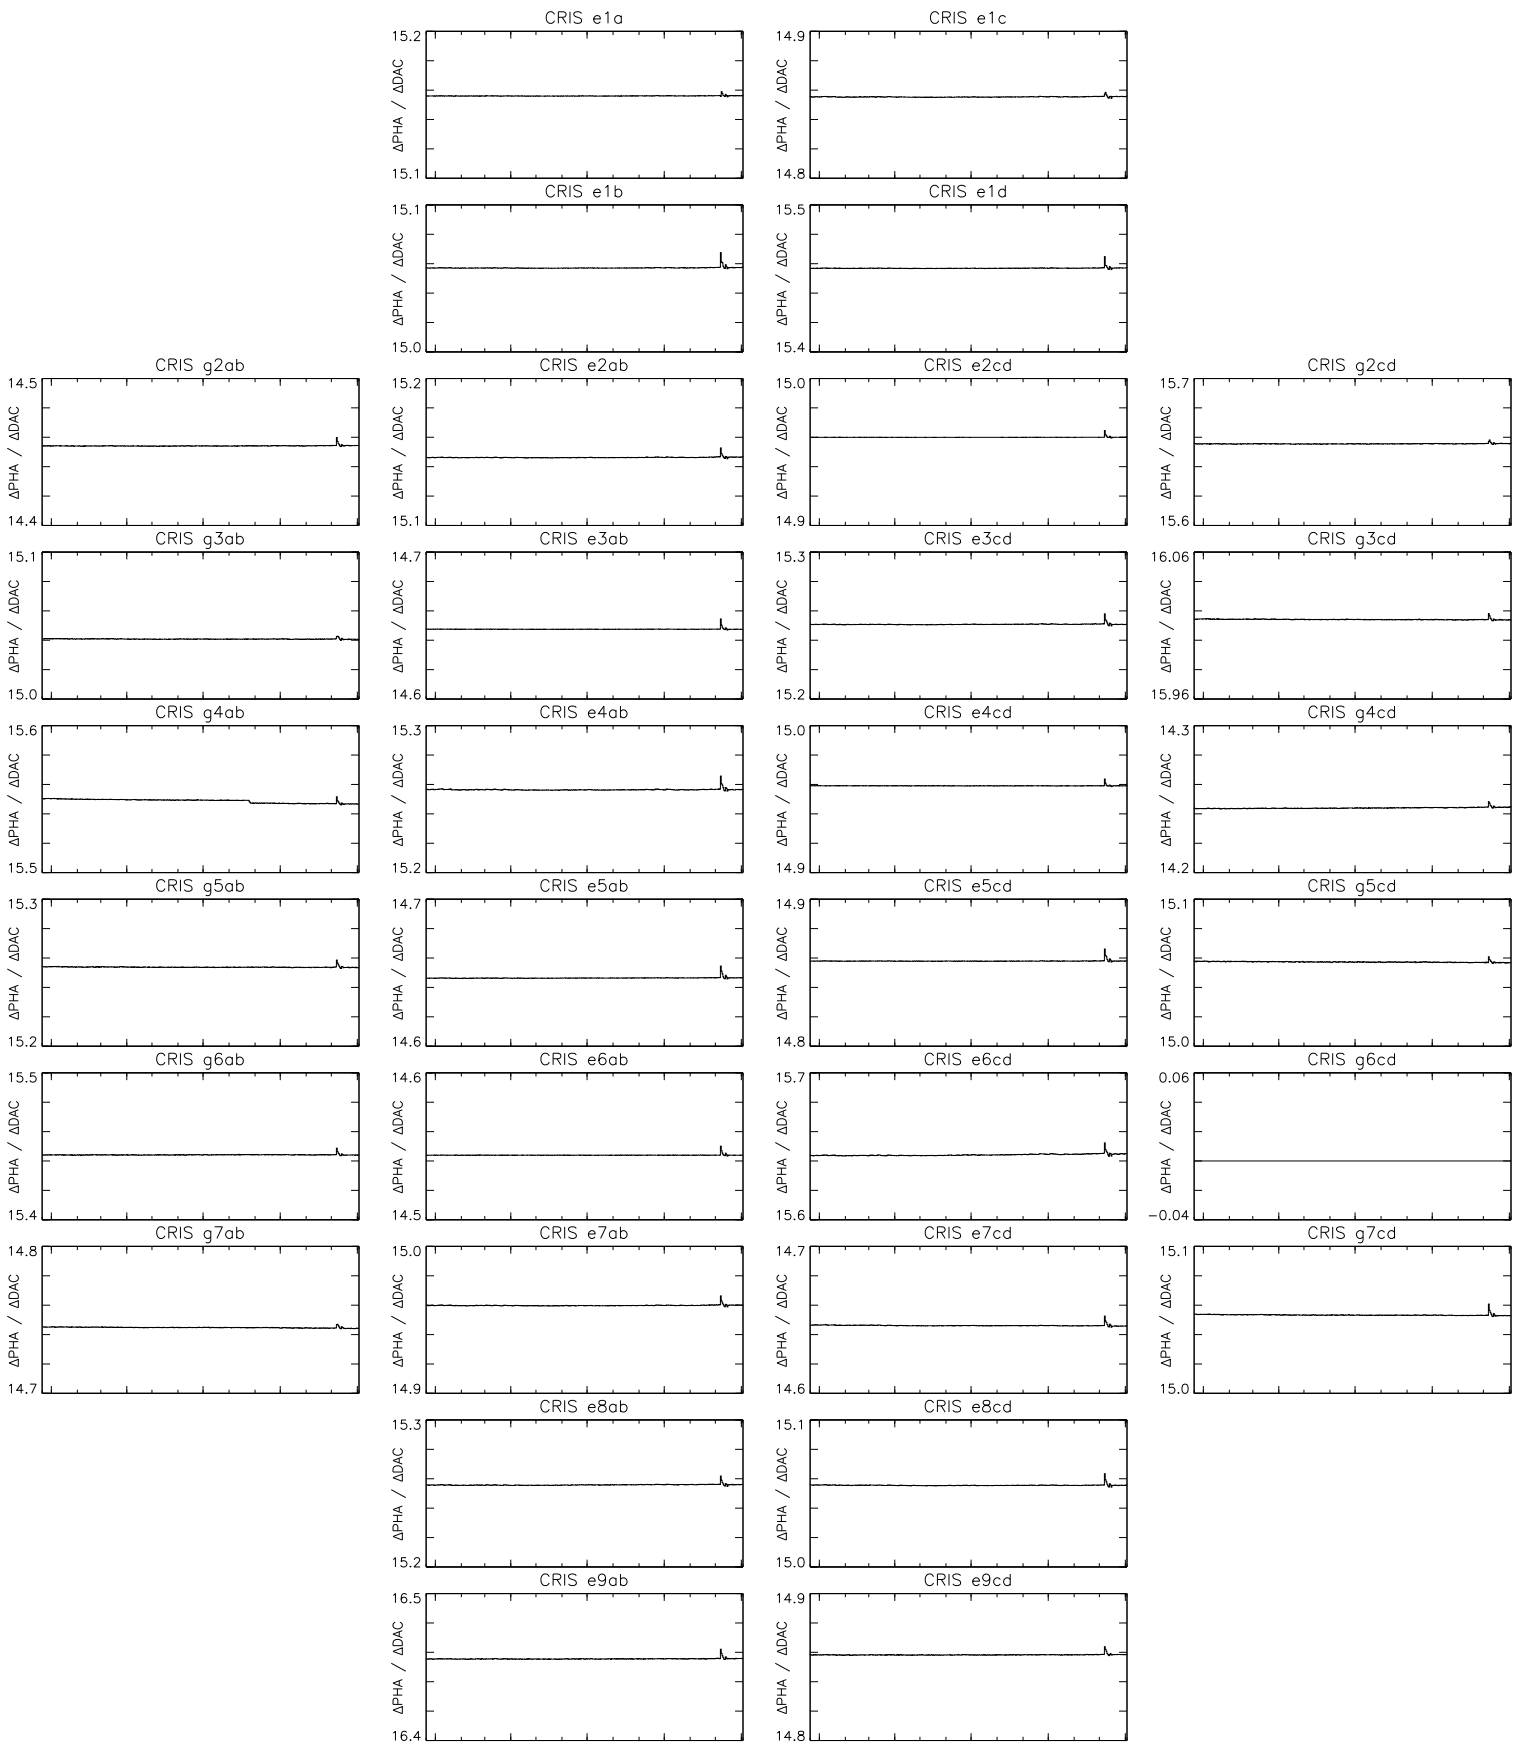 CRIS e1a
CRIS e1c
15.2
ΔPHA / ΔDAC
15.1
14.9
ΔPHA / ΔDAC
14.8
CRIS e1b
CRIS e1d
15.1
ΔPHA / ΔDAC
15.0
15.5
ΔPHA / ΔDAC
15.4
CRIS g2ab
CRIS e2ab
CRIS e2cd
CRIS g2cd
14.5
ΔPHA / ΔDAC
14.4
15.2
ΔPHA / ΔDAC
15.1
15.0
ΔPHA / ΔDAC
14.9
15.7
ΔPHA / ΔDAC
15.6
CRIS g3ab
CRIS e3ab
CRIS e3cd
CRIS g3cd
15.1
ΔPHA / ΔDAC
15.0
14.7
ΔPHA / ΔDAC
14.6
15.3
ΔPHA / ΔDAC
15.2
16.06
ΔPHA / ΔDAC
15.96
CRIS g4ab
CRIS e4ab
CRIS e4cd
CRIS g4cd
15.6
ΔPHA / ΔDAC
15.5
15.3
ΔPHA / ΔDAC
15.2
15.0
ΔPHA / ΔDAC
14.9
14.3
ΔPHA / ΔDAC
14.2
CRIS g5ab
CRIS e5ab
CRIS e5cd
CRIS g5cd
15.3
ΔPHA / ΔDAC
15.2
14.7
ΔPHA / ΔDAC
14.6
14.9
ΔPHA / ΔDAC
14.8
15.1
ΔPHA / ΔDAC
15.0
CRIS g6ab
CRIS e6ab
CRIS e6cd
CRIS g6cd
15.5
ΔPHA / ΔDAC
15.4
14.6
ΔPHA / ΔDAC
14.5
15.7
ΔPHA / ΔDAC
15.6
0.06
ΔPHA / ΔDAC
−0.04
CRIS g7ab
CRIS e7ab
CRIS e7cd
CRIS g7cd
14.8
ΔPHA / ΔDAC
14.7
15.0
ΔPHA / ΔDAC
14.9
14.7
ΔPHA / ΔDAC
14.6
15.1
ΔPHA / ΔDAC
15.0
CRIS e8ab
CRIS e8cd
15.3
ΔPHA / ΔDAC
15.2
15.1
ΔPHA / ΔDAC
15.0
CRIS e9ab
CRIS e9cd
16.5
ΔPHA / ΔDAC
16.4
14.9
ΔPHA / ΔDAC
14.8